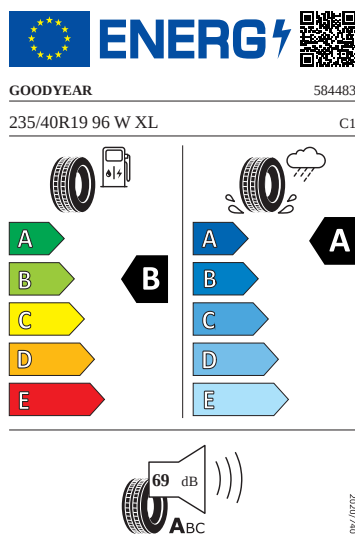 ENERG
GOODYEAR 584483
235/40R19 96 W XL C1
A A
B B
C C
D D
E E
B
A
69 dB
ABC
2020/740